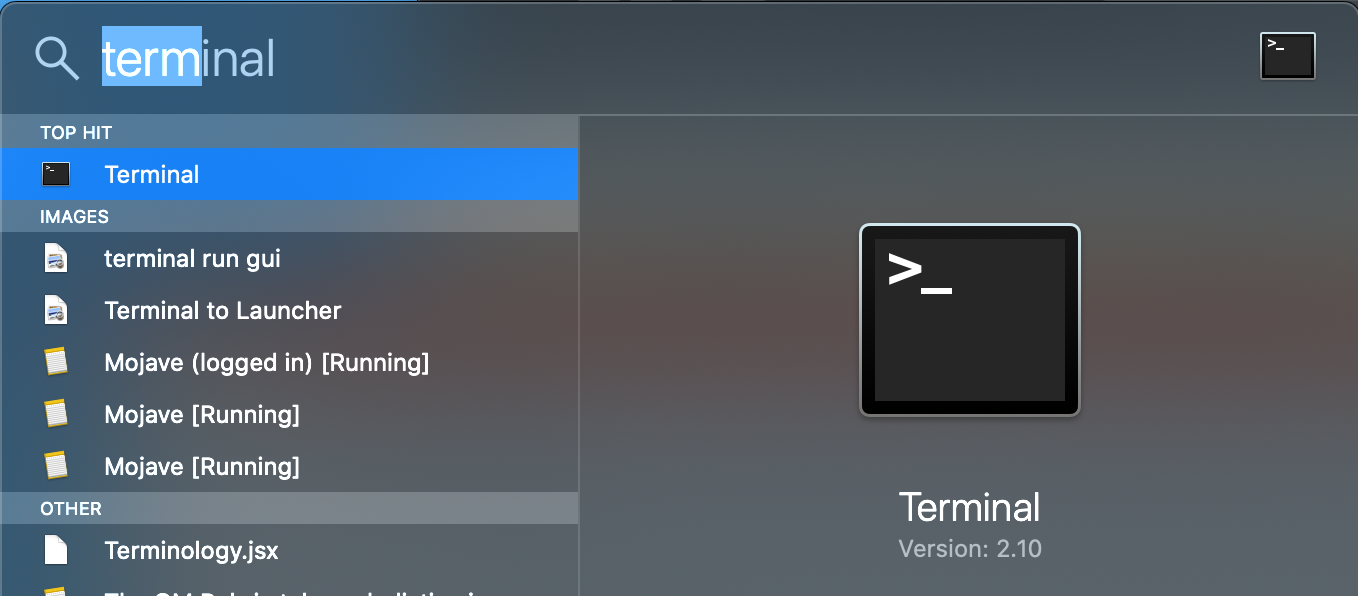 terminal
TOP HIT
Terminal
IMAGES
terminal run gui
Terminal to Launcher
Mojave (logged in) [Running]
Mojave [Running]
Mojave [Running]
OTHER
Terminology.jsx
>_
Terminal
Version: 2.10